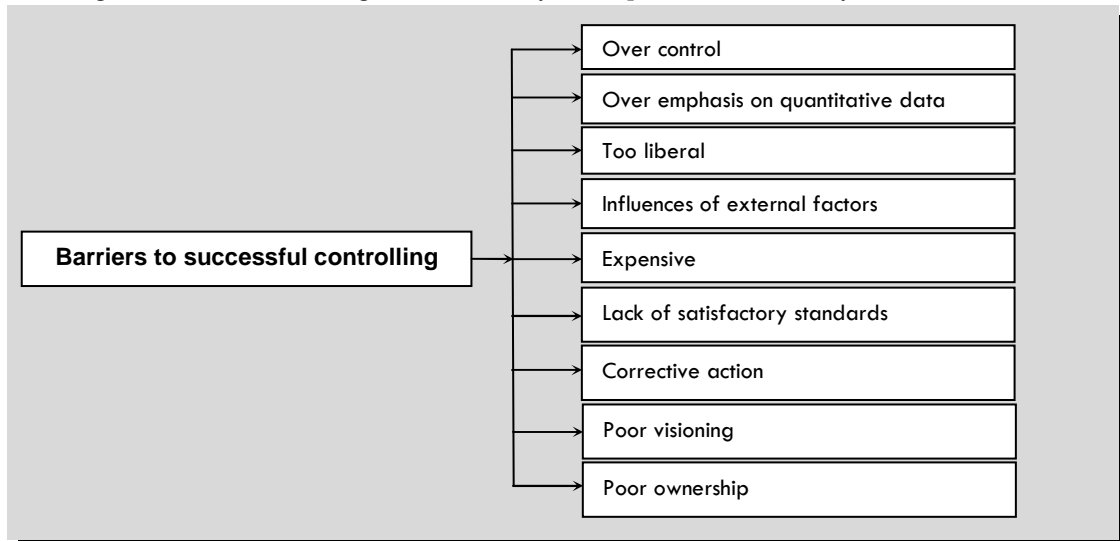 Over control
Over emphasis on quantitative data
Too liberal
Influences of external factors
Barriers to successful controlling
Expensive
Lack of satisfactory standards
Corrective action
Poor visioning
Poor ownership